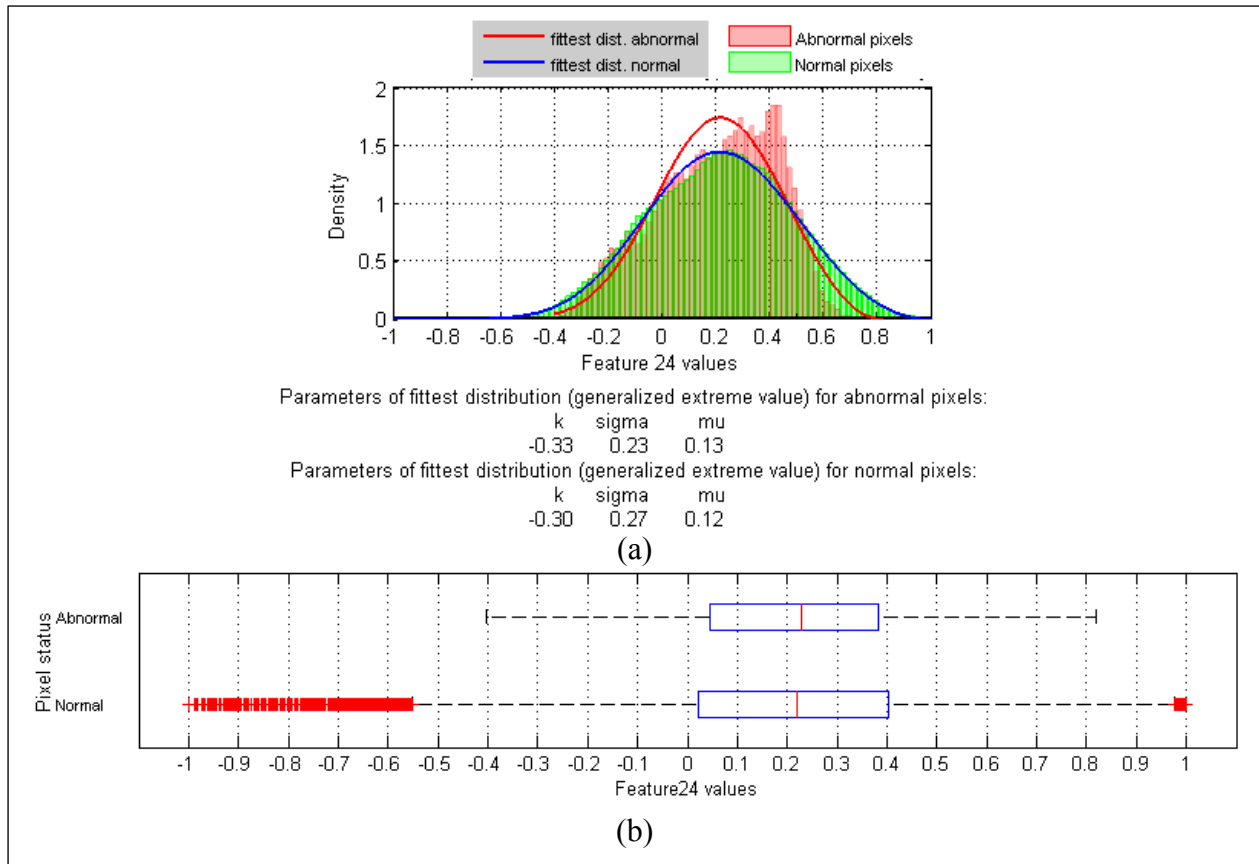 fittest dist. abnormal Abnormal pixels
fittest dist. normal Normal pixels
2
1.5
1
0.5
0
Density
-1 -0.8 -0.6 -0.4 -0.2 0 0.2 0.4 0.6 0.8 1
Feature 24 values
Parameters of fittest distribution (generalized extreme value) for abnormal pixels:
k sigma mu
-0.33 0.23 0.13
Parameters of fittest distribution (generalized extreme value) for normal pixels:
k sigma mu
-0.30 0.27 0.12
(a)
Pixel status
Abnormal
Normal
-1 -0.9 -0.8 -0.7 -0.6 -0.5 -0.4 -0.3 -0.2 -0.1 0 0.1 0.2 0.3 0.4 0.5 0.6 0.7 0.8 0.9 1
Feature24 values
(b)